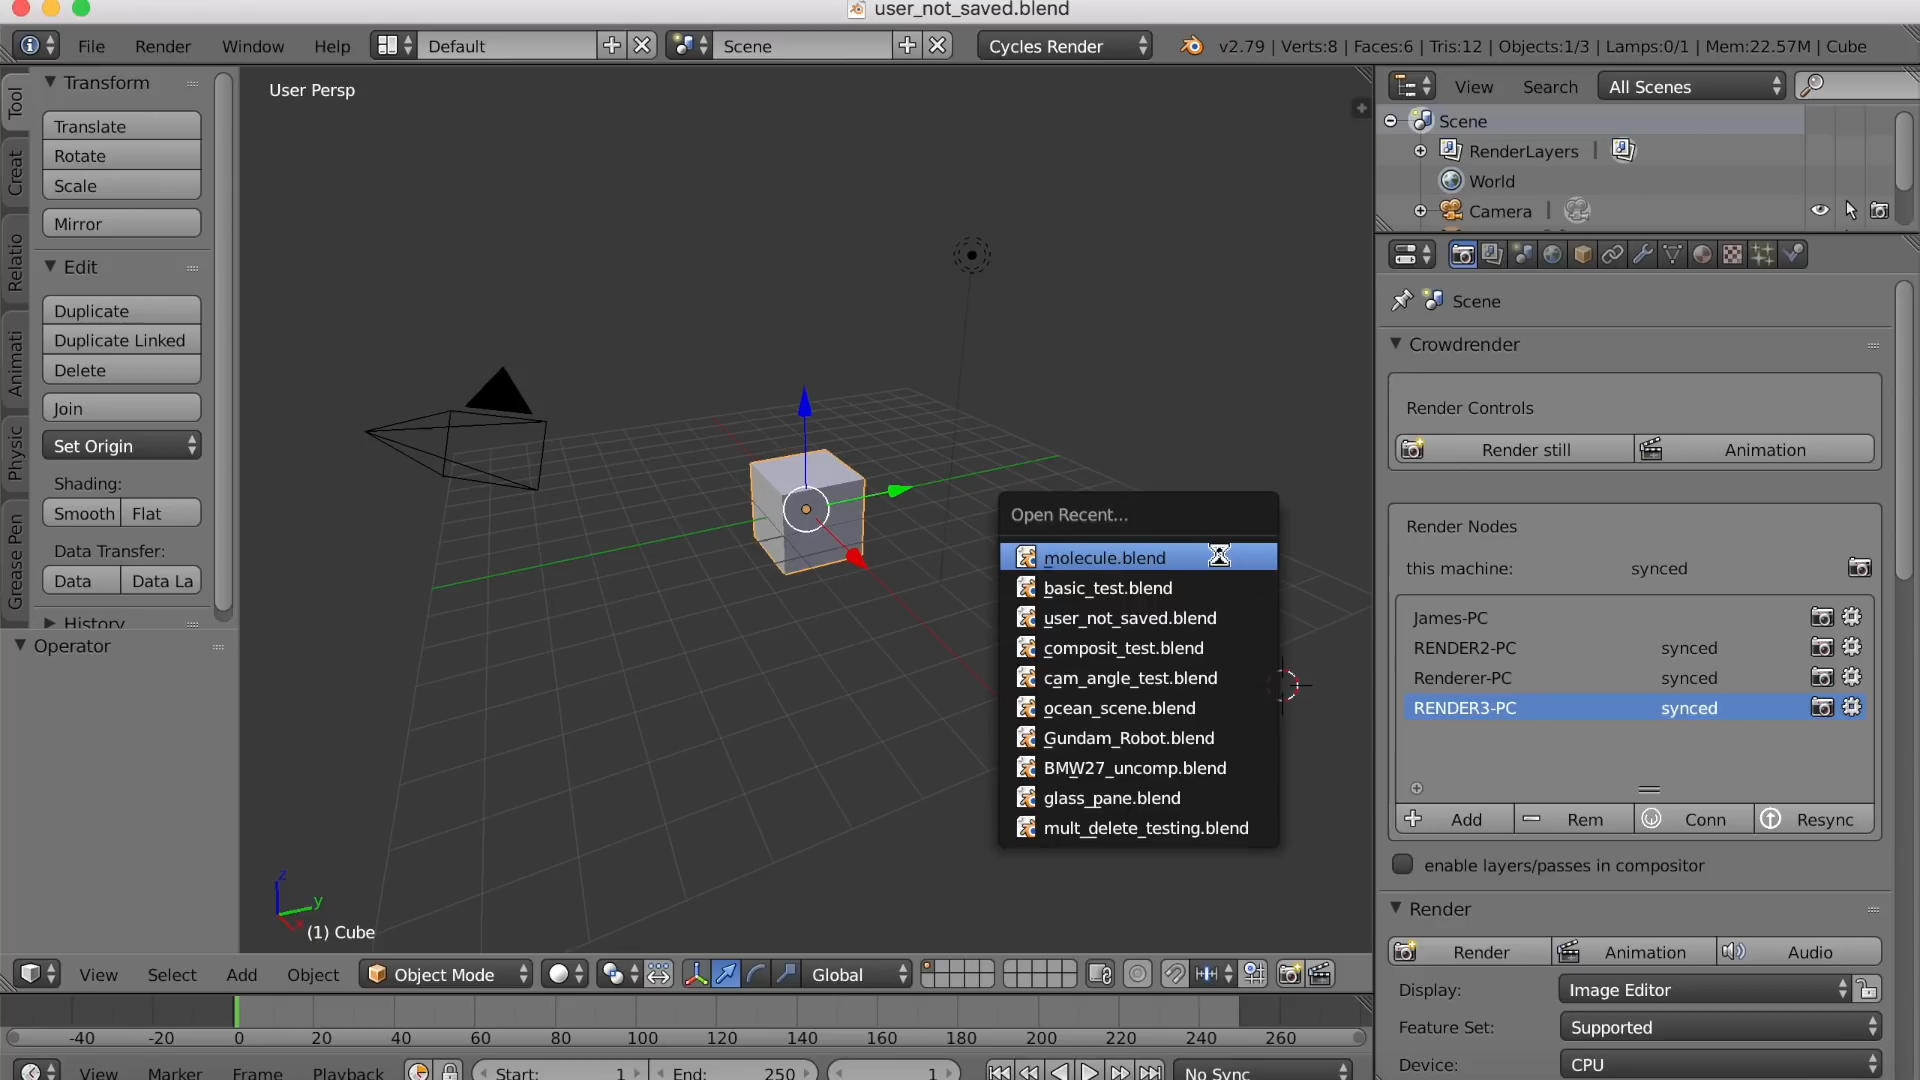 user_not_saved.blend
File Render Window Help Default Scene Cycles Render v2.79 | Verts:8 | Faces:6 | Tris:12 | Objects:1/3 | Lamps:0/1 | Mem:22.57M | Cube
Tool
Creat
Relatio
Animati
Physic
Grease Pen
Transform
Translate
Rotate
Scale
Mirror
Edit
Duplicate
Duplicate Linked
Delete
Join
Set Origin
Shading:
Smooth Flat
Data Transfer:
Data Data La
History
Operator
User Persp
Open Recent...
molecule.blend
basic_test.blend
user_not_saved.blend
composit_test.blend
cam_angle_test.blend
ocean_scene.blend
Gundam_Robot.blend
BMW27_uncomp.blend
glass_pane.blend
mult_delete_testing.blend
z
y
x
(1) Cube
View Search All Scenes
Scene
RenderLayers
World
Camera
Scene
Crowdrender
Render Controls
Render still Animation
Render Nodes
this machine: synced
James-PC
RENDER2-PC synced
Renderer-PC synced
RENDER3-PC synced
Add Rem Conn Resync
enable layers/passes in compositor
Render
Render Animation Audio
Display: Image Editor
Feature Set: Supported
Device: CPU
View Select Add Object Object Mode Global
-40 -20 0 20 40 60 80 100 120 140 160 180 200 220 240 260
View Marker Frame Playback Start: 1 End: 250 1 No Sync